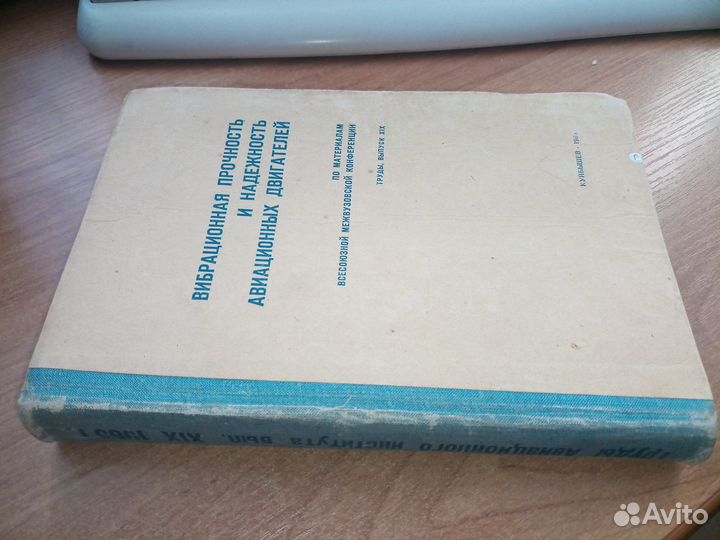 ВИБРАЦИОННАЯ ПРОЧНОСТЬ
И НАДЕЖНОСТЬ
АВИАЦИОННЫХ ДВИГАТЕЛЕЙ
ПО МАТЕРИАЛАМ
ВСЕСОЮЗНОЙ МЕЖВУЗОВСКОЙ КОНФЕРЕНЦИИ
ТРУДЫ, ВЫПУСК XIX
КУЙБЫШЕВ
Труды авиационного института вып. XIX 1965 г
Avito